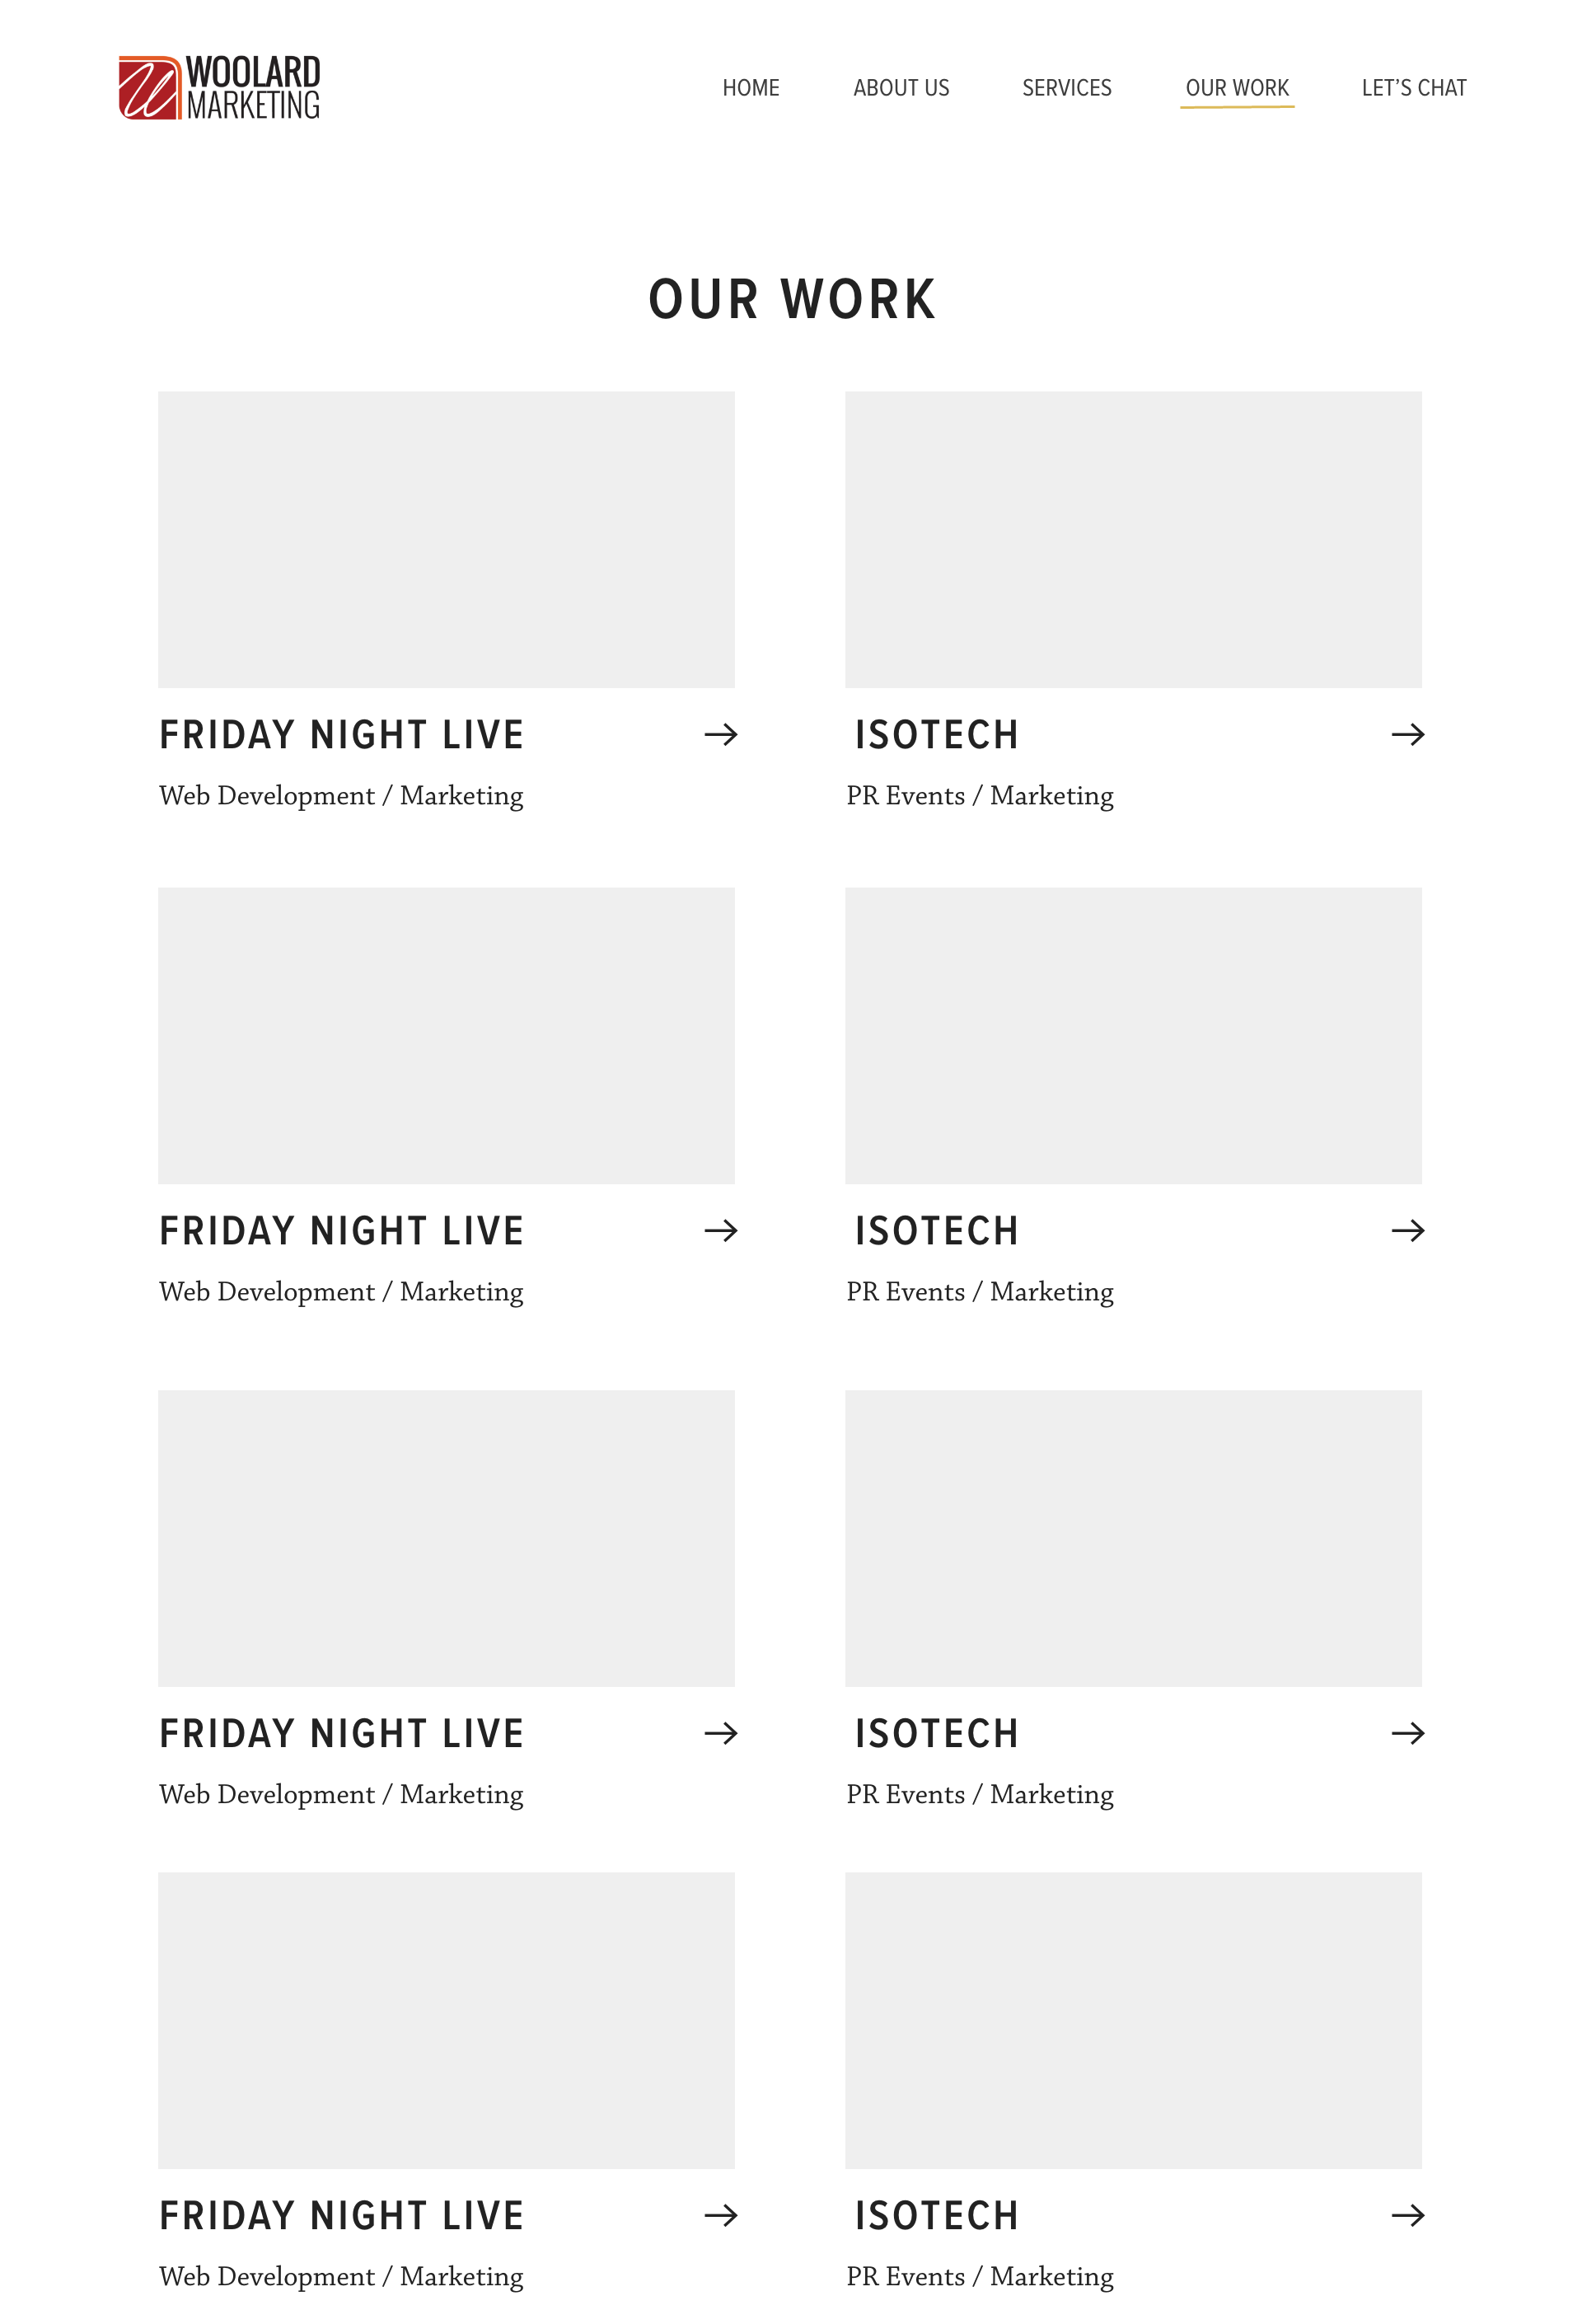 WOOLARD
MARKETING
HOME ABOUT US SERVICES OUR WORK LET’S CHAT
OUR WORK
FRIDAY NIGHT LIVE
Web Development / Marketing
ISOTECH
PR Events / Marketing
FRIDAY NIGHT LIVE
Web Development / Marketing
ISOTECH
PR Events / Marketing
FRIDAY NIGHT LIVE
Web Development / Marketing
ISOTECH
PR Events / Marketing
FRIDAY NIGHT LIVE
Web Development / Marketing
ISOTECH
PR Events / Marketing